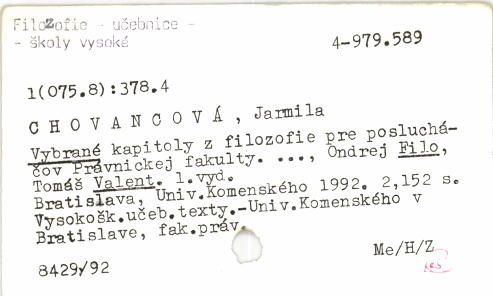 Filozofie - učebnice -
- školy vysoké
4-979.589
1(075.8):378.4
CHOVANCOVÁ, Jarmila
Vybrané kapitoly z filozofie pre poslucháčov
Právnickej fakulty. ..., Ondrej Filo,
Tomáš Valent. 1.vyd.
Bratislava, Univ.Komenského 1992. 2,152 s.
Vysokošk.učeb.texty.-Univ.Komenského v
Bratislave, fak.práv.
Me/H/Z
8429/92